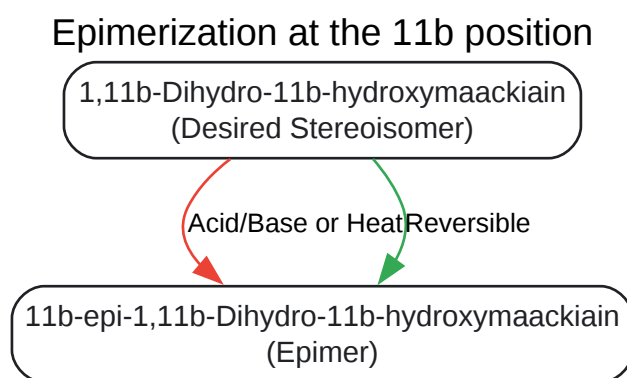 Epimerization at the 11b position
1,11b-Dihydro-11b-hydroxymaackiain
(Desired Stereoisomer)
Acid/Base or Heat
Reversible
11b-epi-1,11b-Dihydro-11b-hydroxymaackiain
(Epimer)